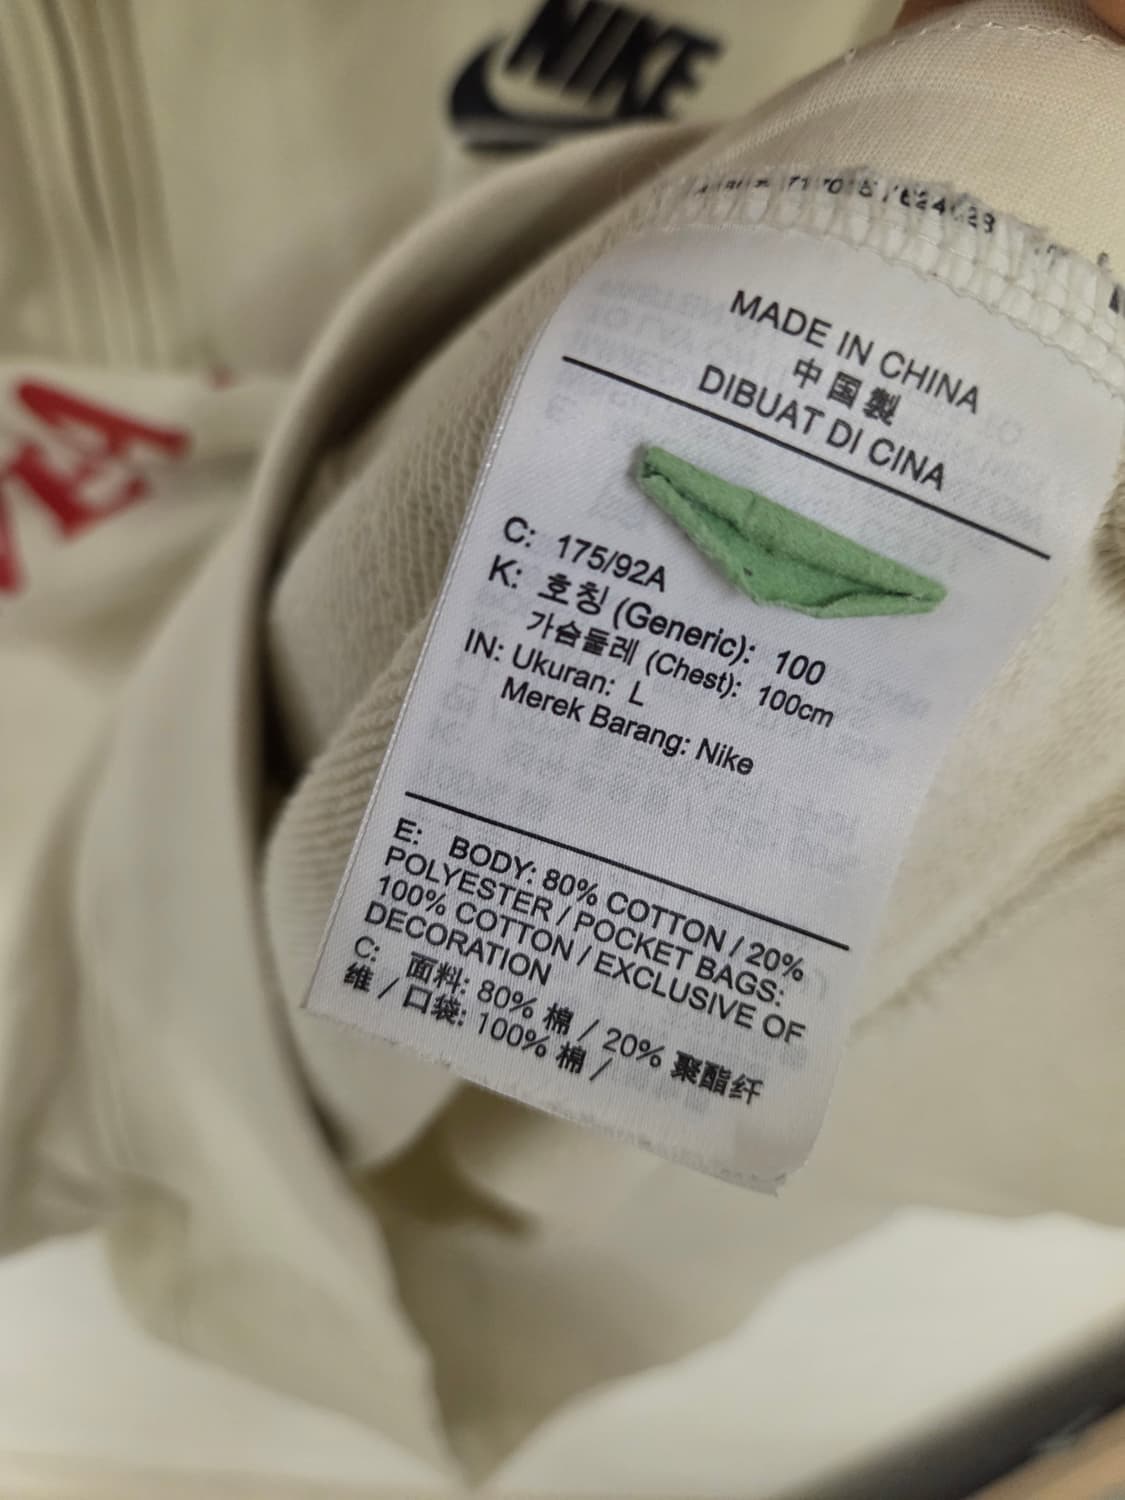 NIKE
MADE IN CHINA
中国製
DIBUAT DI CINA
C: 175/92A
K: 호칭 (Generic): 100
가슴둘레 (Chest): 100cm
IN: Ukuran: L
Merek Barang: Nike
E: BODY: 80% COTTON / 20%
POLYESTER / POCKET BAGS:
100% COTTON / EXCLUSIVE OF
DECORATION
C: 面料: 80% 棉 / 20% 聚酯纤
维 / 口袋: 100% 棉 /